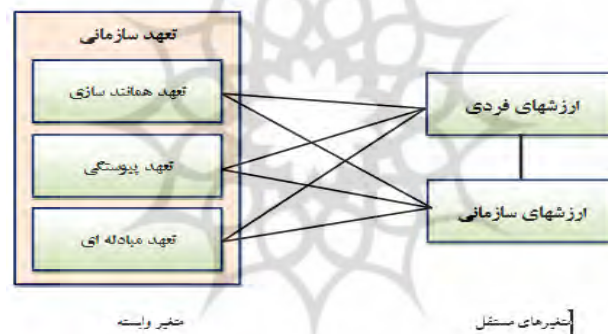 تعهد سازمانی
تعهد همانند سازی
تعهد پیوستگی
تعهد مبادله ای
ارزشهای فردی
ارزشهای سازمانی
متغیرهای مستقل
متغیر وابسته